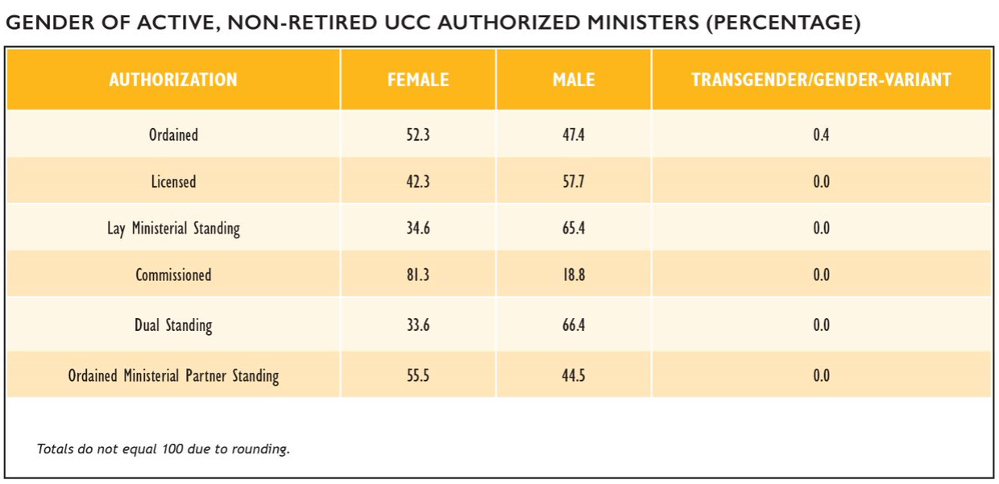 GENDER OF ACTIVE, NON-RETIRED UCC AUTHORIZED MINISTERS (PERCENTAGE)
AUTHORIZATION FEMALE MALE TRANSGENDER/GENDER-VARIANT
Ordained 52.3 47.4 0.4
Licensed 42.3 57.7 0.0
Lay Ministerial Standing 34.6 65.4 0.0
Commissioned 81.3 18.8 0.0
Dual Standing 33.6 66.4 0.0
Ordained Ministerial Partner Standing 55.5 44.5 0.0
Totals do not equal 100 due to rounding.